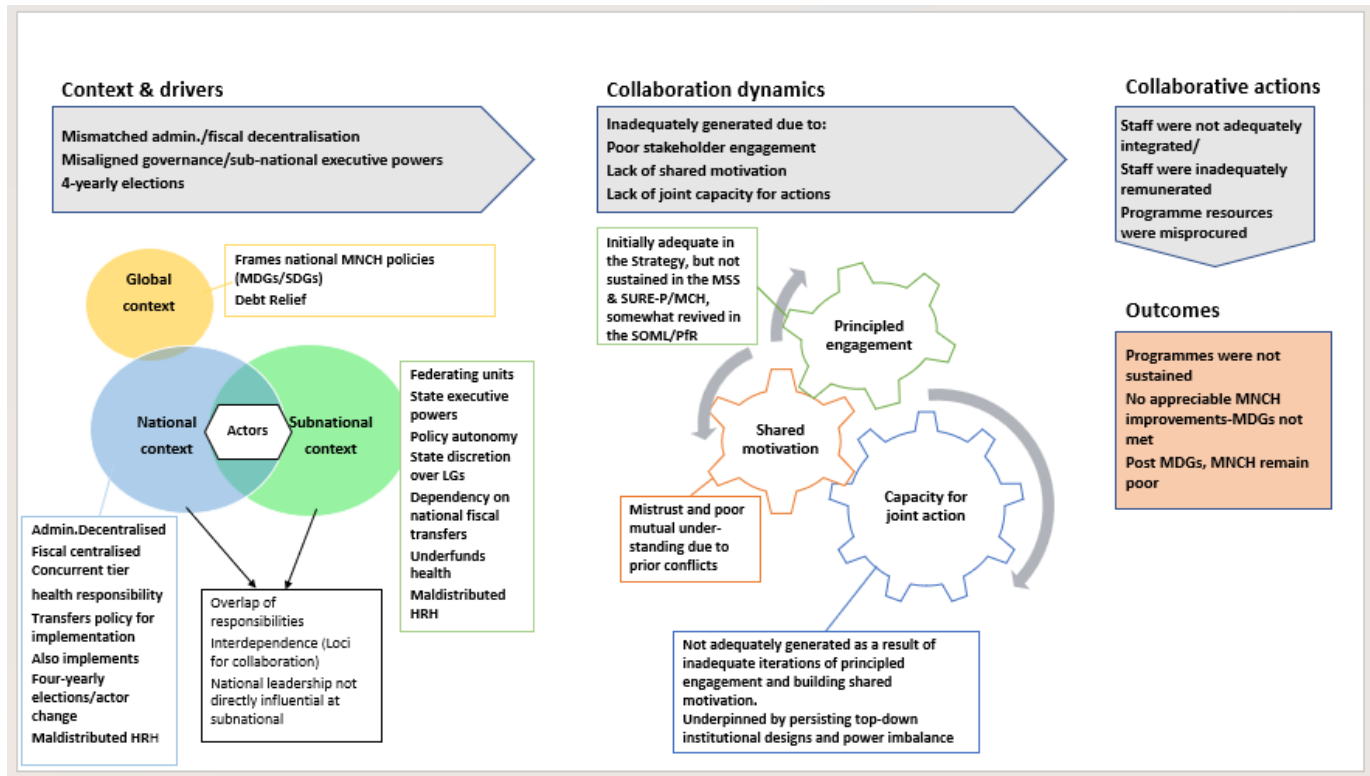 Context & drivers
Mismatched admin./fiscal decentralisation
Misaligned governance/sub-national executive powers
4-yearly elections
Global
context
Frames national MNCH policies
(MDGs/SDGs)
Debt Relief
National
context
Actors
Subnational
context
Federating units
State executive
powers
Policy autonomy
State discretion
over LGs
Dependency on
national fiscal
transfers
Underfunds
health
Maldistributed
HRH
Admin.Decentralised
Fiscal centralised
Concurrent tier
health responsibility
Transfers policy for
implementation
Also implements
Four-yearly
elections/actor
change
Maldistributed HRH
Overlap of
responsibilities
Interdependence (Loci
for collaboration)
National leadership not
directly influential at
subnational
Collaboration dynamics
Inadequately generated due to:
Poor stakeholder engagement
Lack of shared motivation
Lack of joint capacity for actions
Initially adequate in
the Strategy, but not
sustained in the MSS
& SURE-P/MCH,
somewhat revived in
the SOML/PfR
Principled
engagement
Shared
motivation
Capacity for
joint action
Mistrust and poor
mutual under-
standing due to
prior conflicts
Not adequately generated as a result of
inadequate iterations of principled
engagement and building shared
motivation.
Underpinned by persisting top-down
institutional designs and power imbalance
Collaborative actions
Staff were not adequately
integrated/
Staff were inadequately
remunerated
Programme resources
were misprocured
Outcomes
Programmes were not
sustained
No appreciable MNCH
improvements-MDGs not
met
Post MDGs, MNCH remain
poor